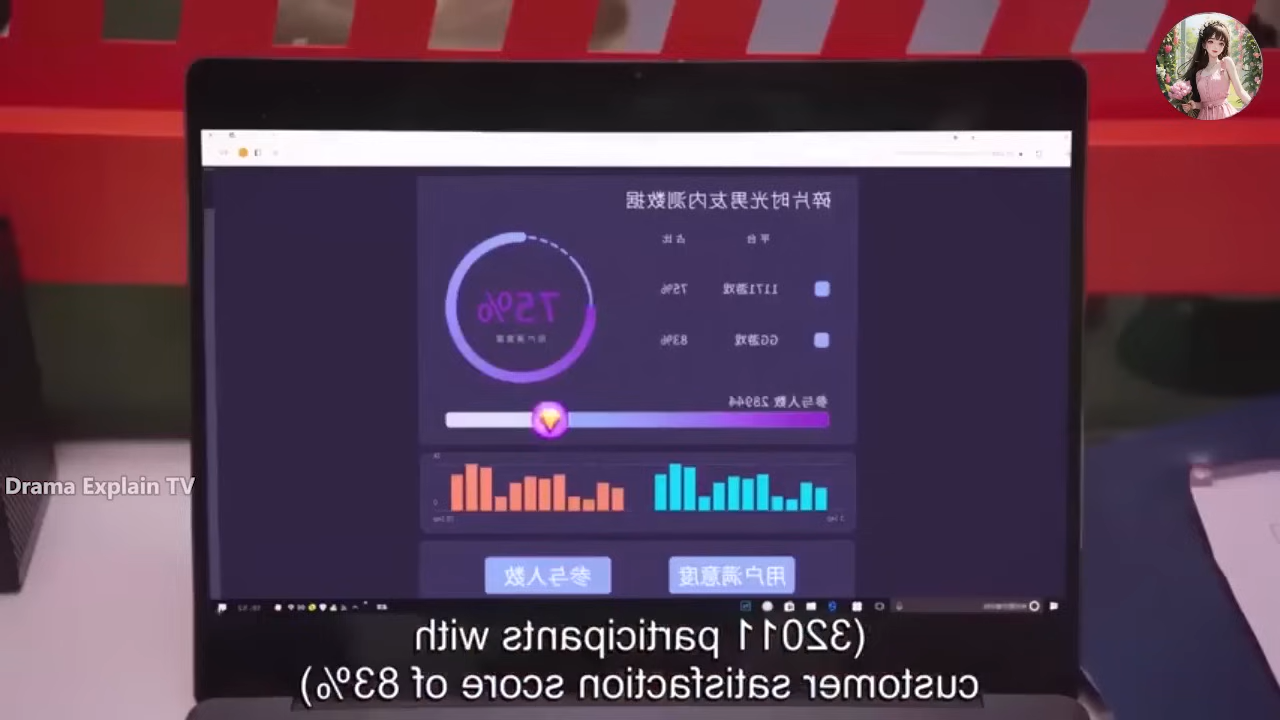 碎片时光男友内测数据
平台 占比
1171游戏 75%
GG游戏 83%
75%
用户满意度
参与人数 28944
用户满意度 参与人数
Drama Explain TV
(32011 participants with
customer satisfaction score of 83%)